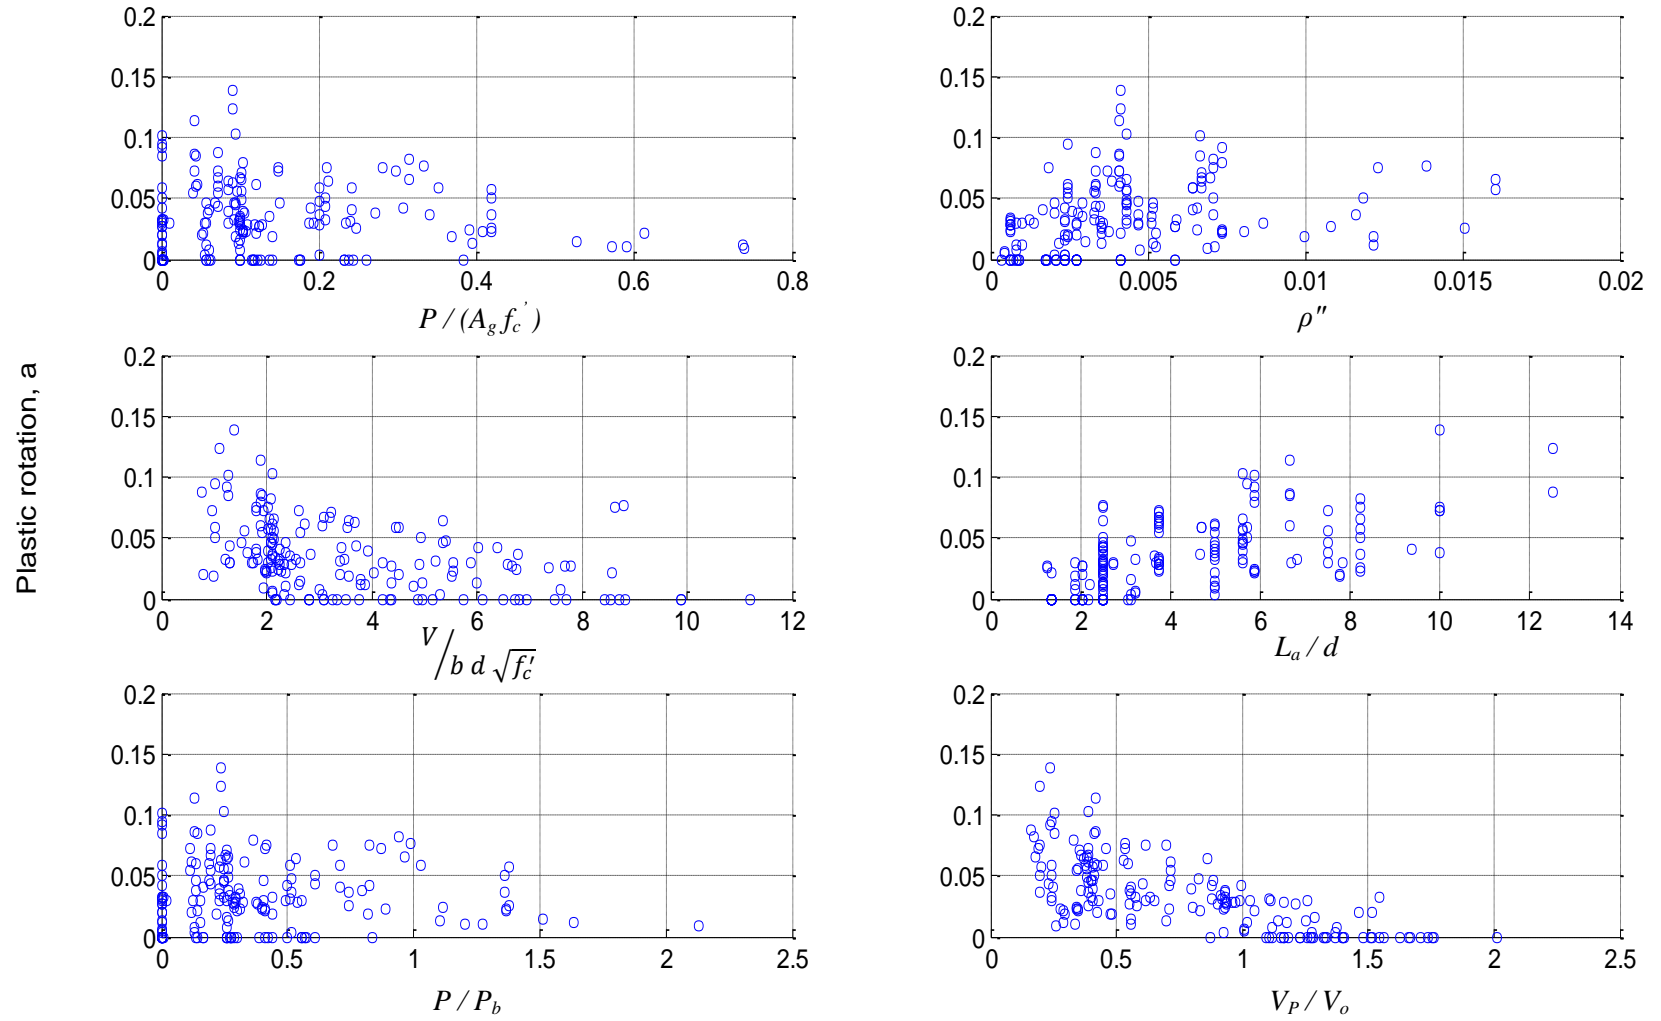 Plastic rotation, a
0.2
0.15
0.1
0.05
0
0 0.2 0.4 0.6 0.8
P / (A_g f_c')
0.2
0.15
0.1
0.05
0
0 0.005 0.01 0.015 0.02
ρ"
0.2
0.15
0.1
0.05
0
0 2 4 6 8 10 12
V/b d √f_c′
0.2
0.15
0.1
0.05
0
0 2 4 6 8 10 12 14
L_a / d
0.2
0.15
0.1
0.05
0
0 0.5 1 1.5 2 2.5
P / P_b
0.2
0.15
0.1
0.05
0
0 0.5 1 1.5 2 2.5
V_P / V_o